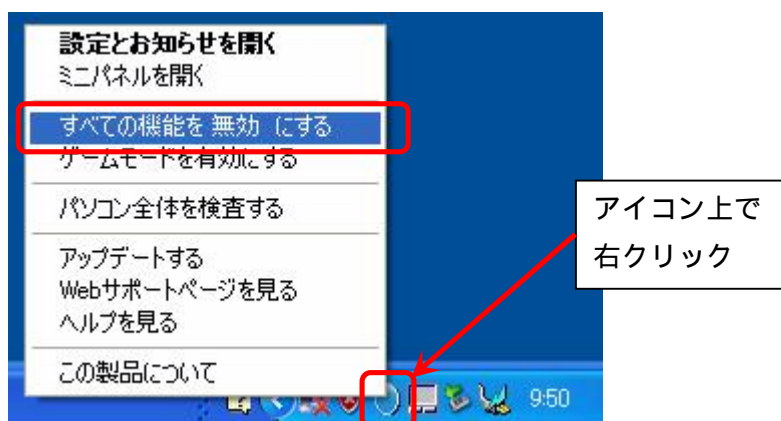 設定とお知らせを開く
ミニパネルを開く
すべての機能を 無効 にする
ゲームモードを有効にする
パソコン全体を検査する
アップデートする
Webサポートページを見る
ヘルプを見る
この製品について
アイコン上で
右クリック
9:50